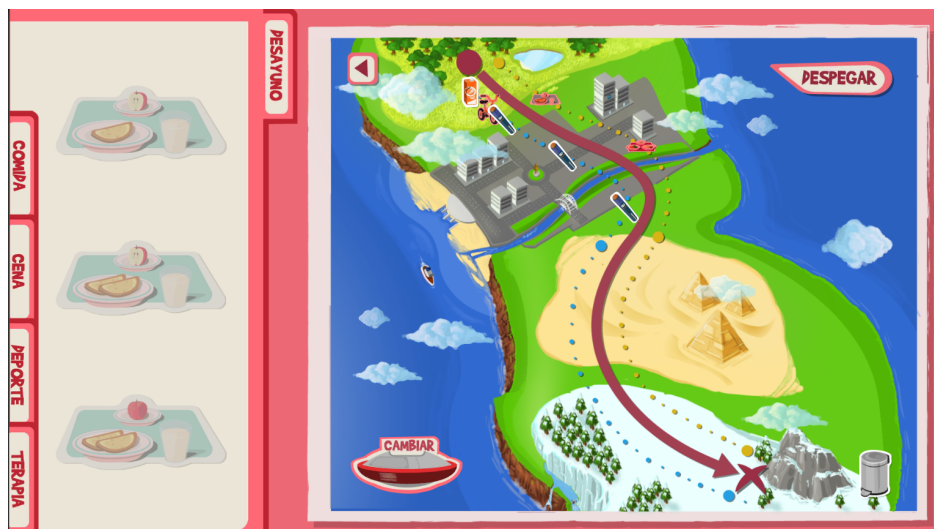 DESAYUNO
COMIDA
CENA
DEPORTE
TERAPIA
DESPEGAR
CAMBIAR